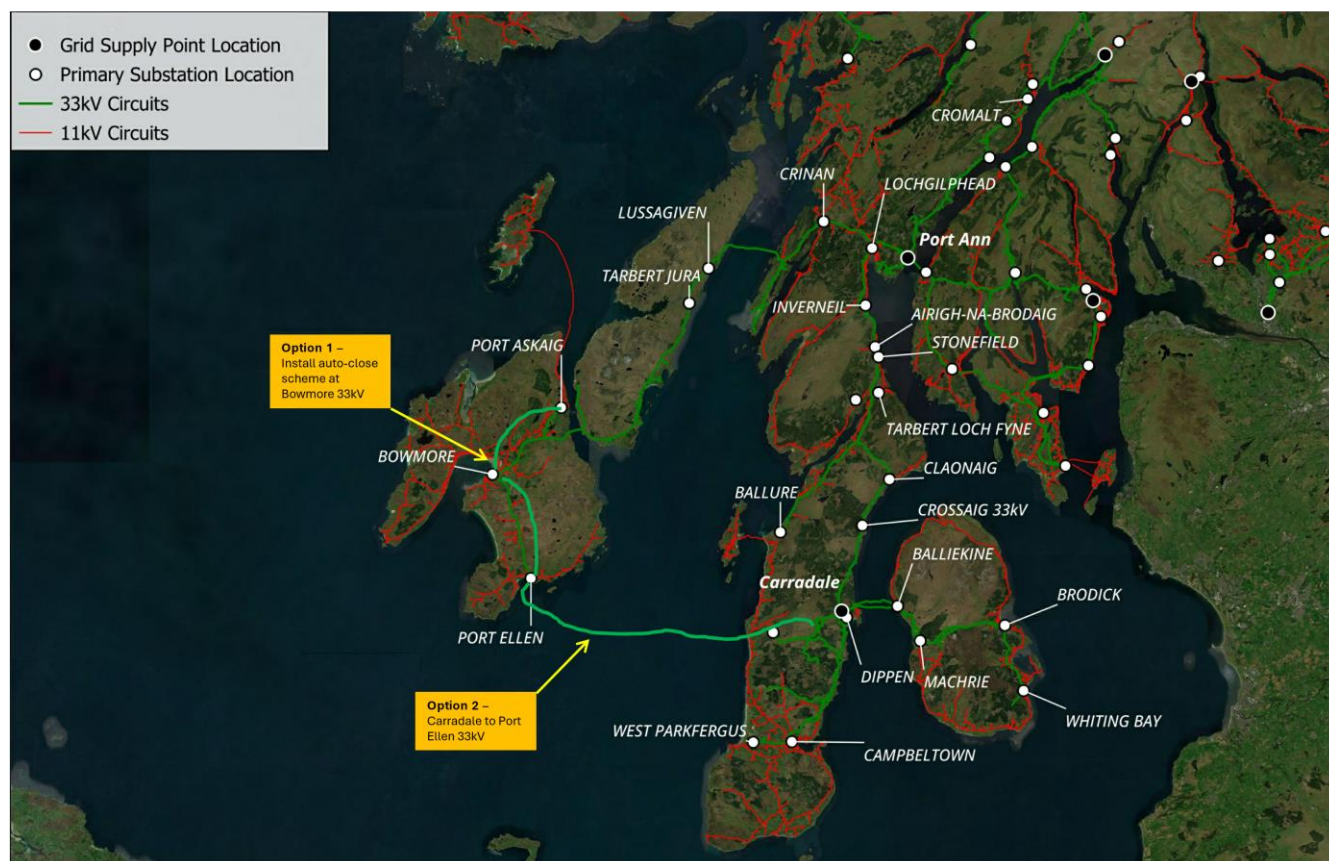 Grid Supply Point Location
Primary Substation Location
33kV Circuits
11kV Circuits
CROMALT
CRINAN
LOCHGILPHEAD
LUSSAGIVEN
Port Ann
TARBERT JURA
INVERNEIL
AIRIGH-NA-BRODAIG
STONEFIELD
PORT ASKAIG
Option 1 –
Install auto-close
scheme at
Bowmore 33kV
TARBERT LOCH FYNE
BOWMORE
CLAONAIG
BALLURE
CROSSAIG 33kV
BALLIEKINE
Carradale
BRODICK
PORT ELLEN
DIPPEN
MACHRIE
Option 2 –
Carradale to Port
Ellen 33kV
WHITING BAY
WEST PARKFERGUS
CAMPBELTOWN